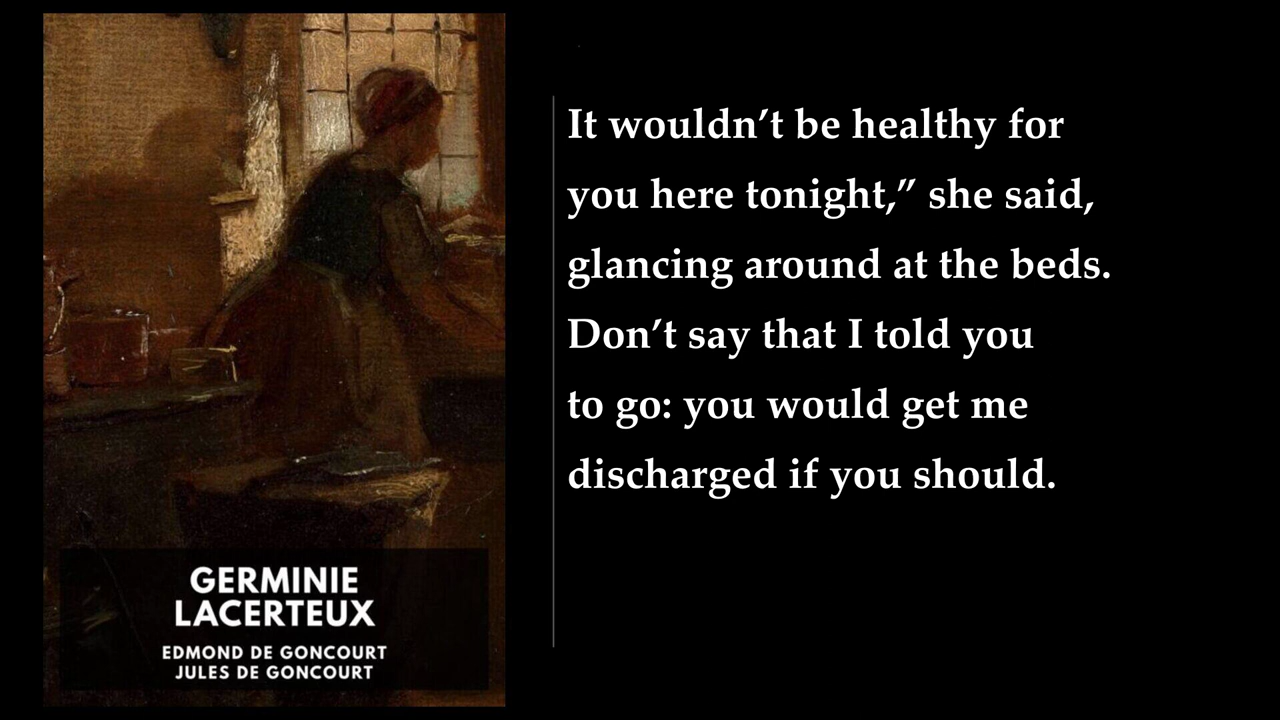 It wouldn’t be healthy for
you here tonight,” she said,
glancing around at the beds.
Don’t say that I told you
to go: you would get me
discharged if you should.
GERMINIE
LACERTEUX
EDMOND DE GONCOURT
JULES DE GONCOURT